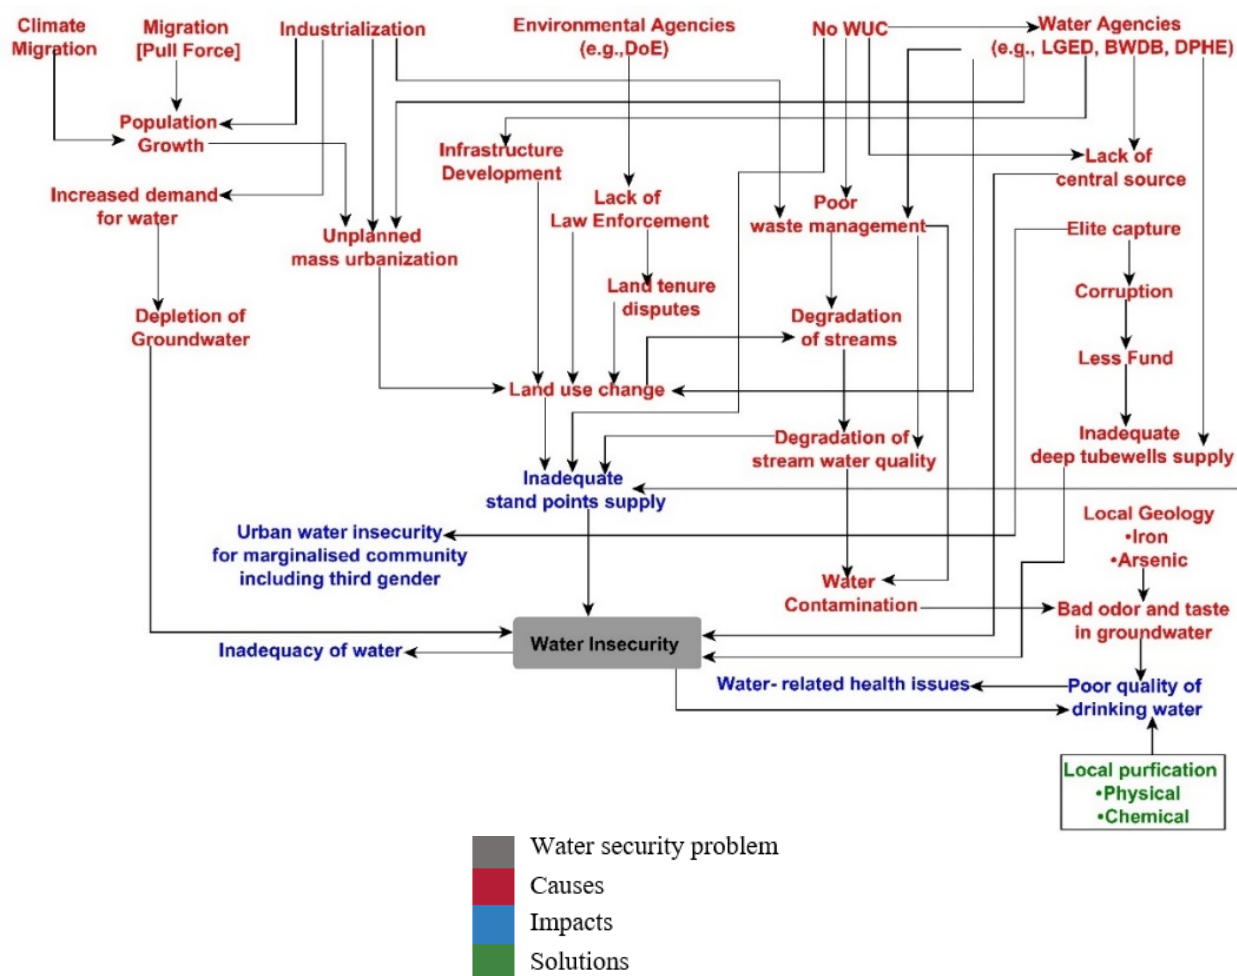 Climate
Migration
Migration
[Pull Force]
Industrialization
Environmental Agencies
(e.g.,DoE)
No WUC
Water Agencies
(e.g., LGED, BWDB, DPHE)
Population
Growth
Infrastructure
Development
Lack of
central source
Increased demand
for water
Lack of
Law Enforcement
Poor
waste management
Unplanned
mass urbanization
Elite capture
Land tenure
disputes
Corruption
Depletion of
Groundwater
Degradation
of streams
Less Fund
Land use change
Degradation of
stream water quality
Inadequate
deep tubewells supply
Inadequate
stand points supply
Urban water insecurity
for marginalised community
including third gender
Local Geology
•Iron
•Arsenic
Water
Contamination
Bad odor and taste
in groundwater
Water Insecurity
Inadequacy of water
Water- related health issues
Poor quality of
drinking water
Local purfication
•Physical
•Chemical
Water security problem
Causes
Impacts
Solutions